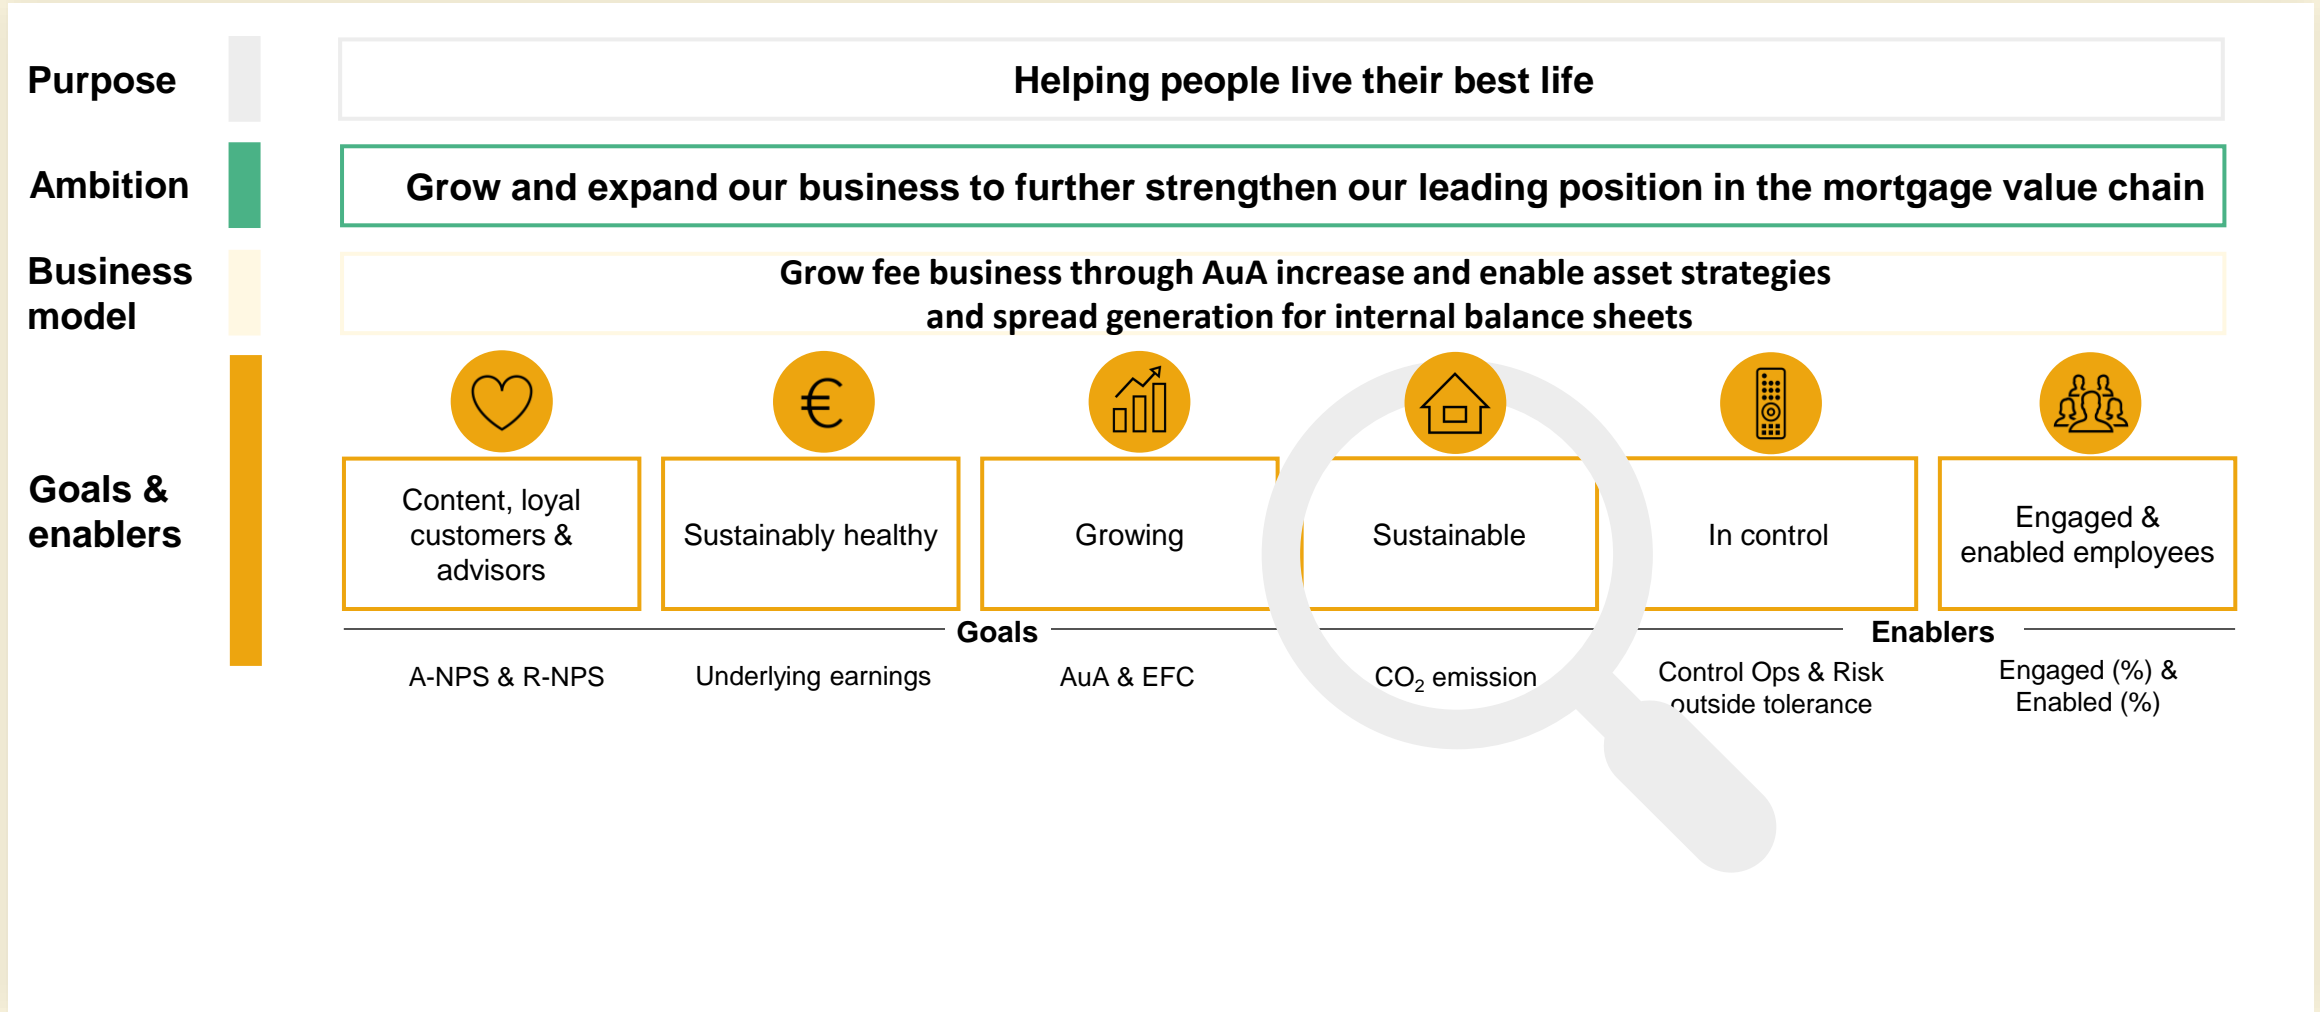 Purpose
Helping people live their best life
Ambition
Grow and expand our business to further strengthen our leading position in the mortgage value chain
Business
model
Grow fee business through AuA increase and enable asset strategies
and spread generation for internal balance sheets
Goals &
enablers
Content, loyal
customers &
advisors
Sustainably healthy
Growing
Sustainable
In control
Engaged &
enabled employees
Goals
Enablers
A-NPS & R-NPS
Underlying earnings
AuA & EFC
CO₂ emission
Control Ops & Risk
outside tolerance
Engaged (%) &
Enabled (%)